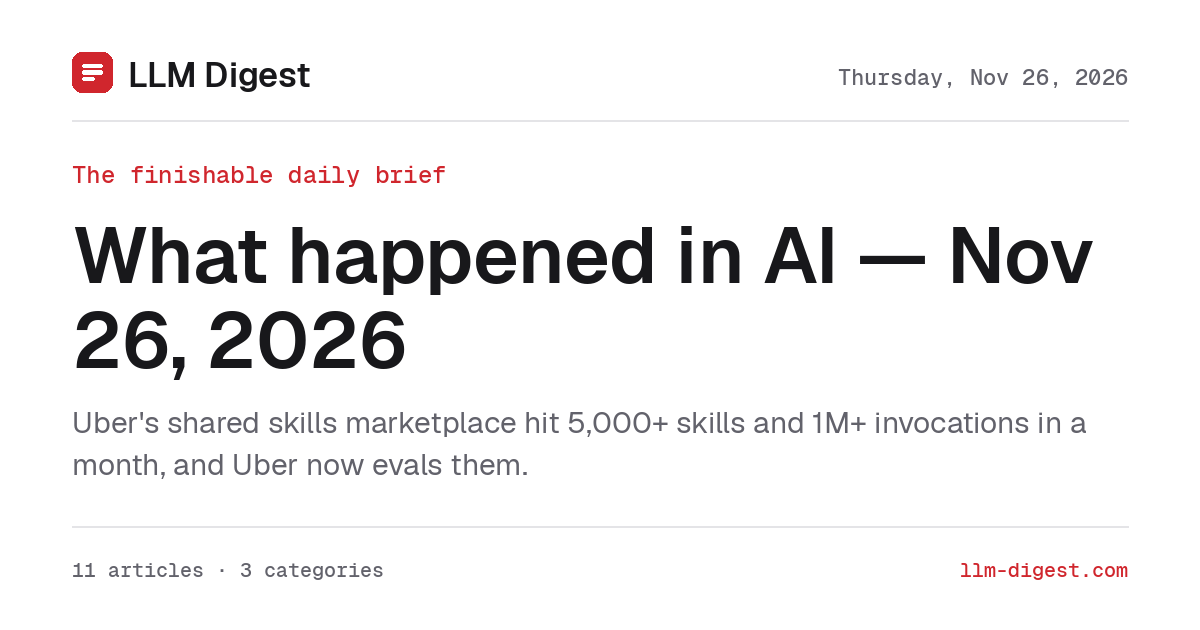 LLM Digest
Thursday, Nov 26, 2026
The finishable daily brief
What happened in AI — Nov
26, 2026
Uber's shared skills marketplace hit 5,000+ skills and 1M+ invocations in a
month, and Uber now evals them.
11 articles · 3 categories
llm-digest.com